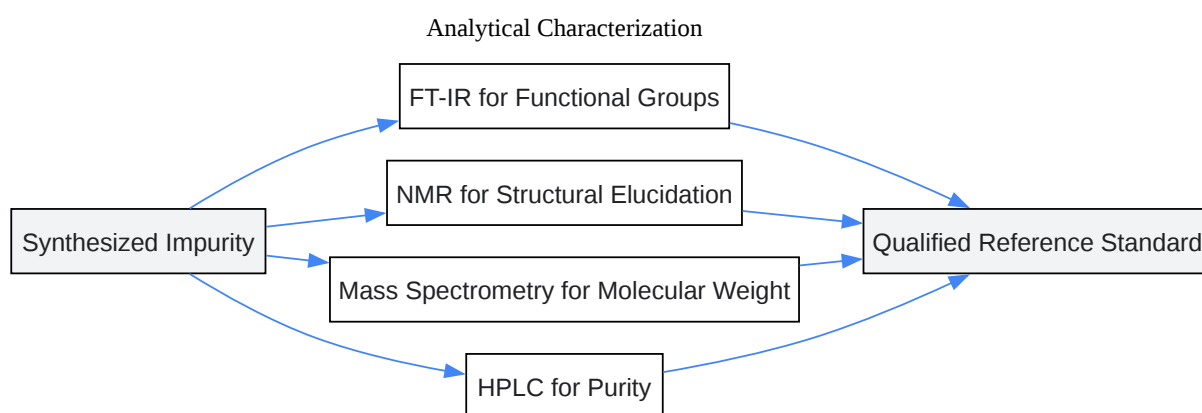 Analytical Characterization
FT-IR for Functional Groups
NMR for Structural Elucidation
Synthesized Impurity
Qualified Reference Standard
Mass Spectrometry for Molecular Weight
HPLC for Purity